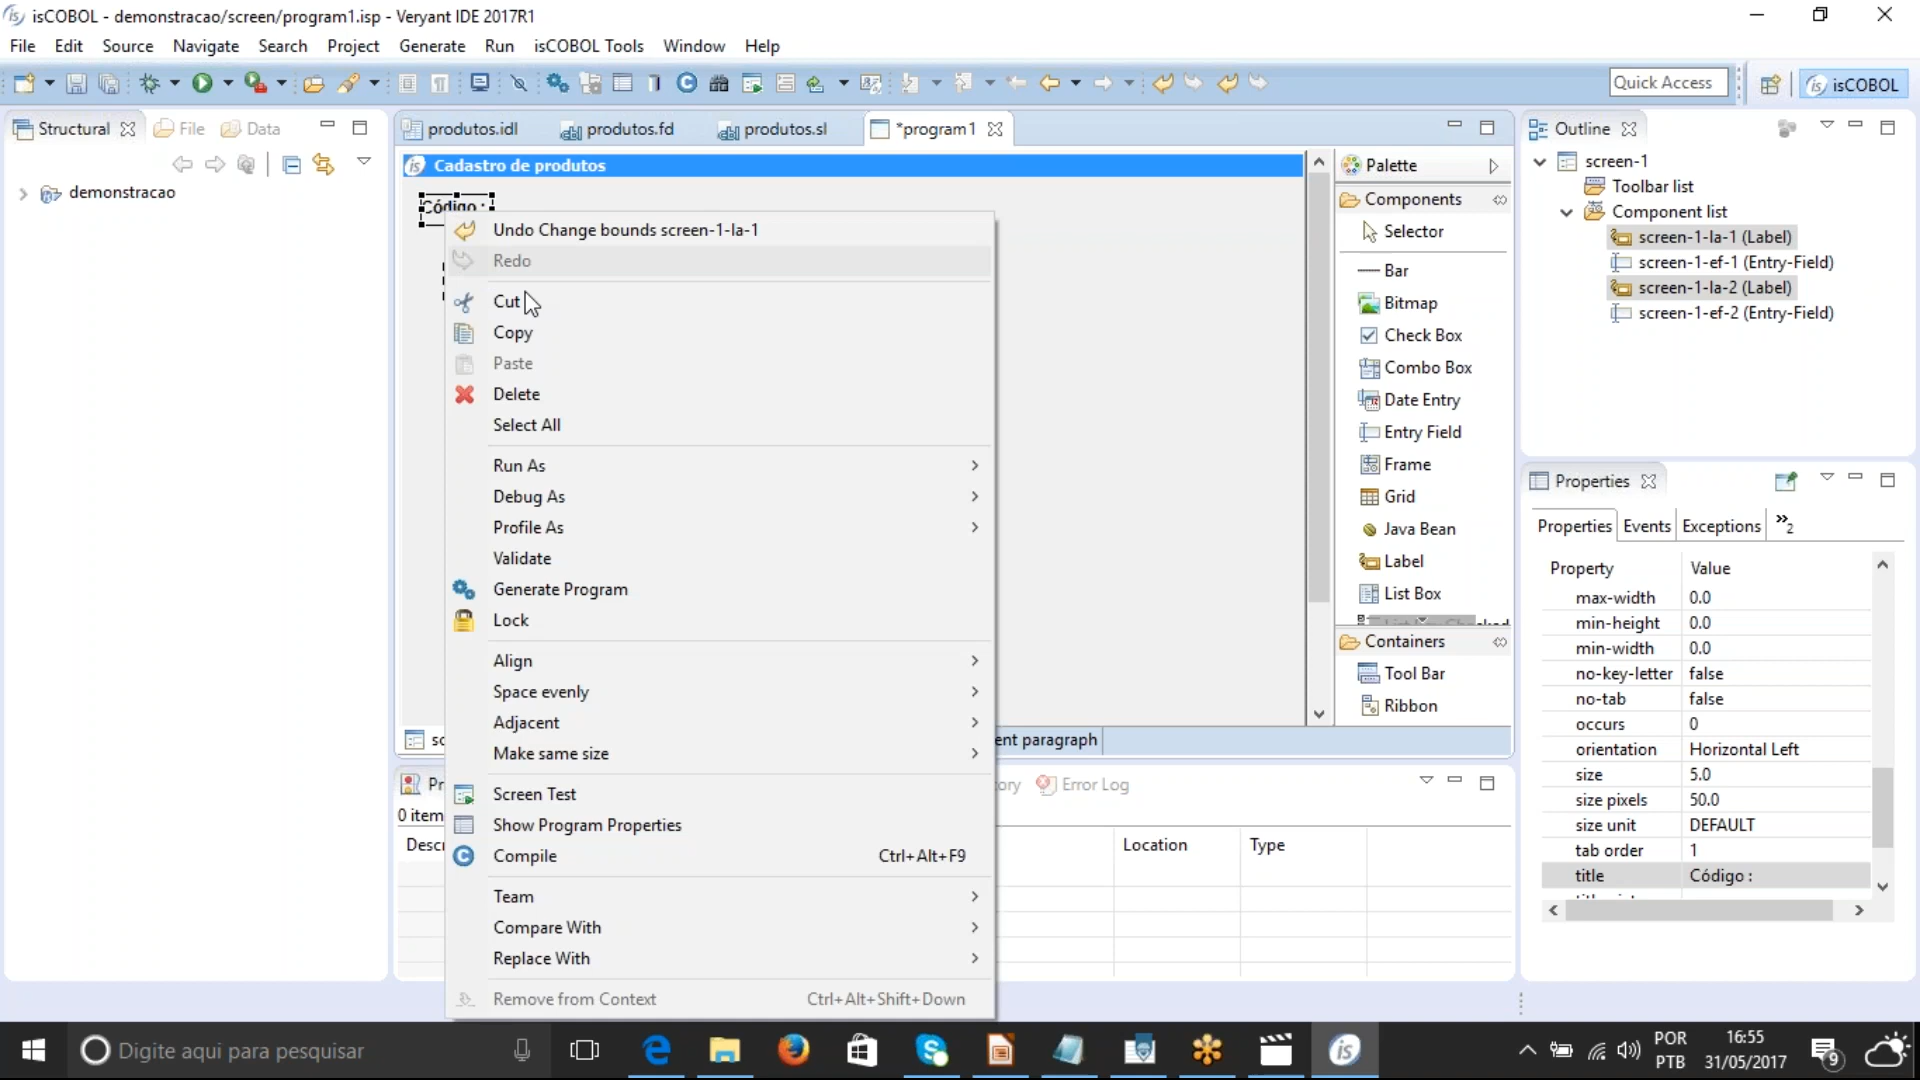 isCOBOL - demonstracao/screen/program1.isp - Veryant IDE 2017R1
File Edit Source Navigate Search Project Generate Run isCOBOL Tools Window Help
Quick Access
isCOBOL
Structural File Data
demonstracao
produtos.idl produtos.fd produtos.sl *program1
Cadastro de produtos
Código :
Undo Change bounds screen-1-la-1
Redo
Cut
Copy
Paste
Delete
Select All
Run As
Debug As
Profile As
Validate
Generate Program
Lock
Align
Space evenly
Adjacent
Make same size
Screen Test
Show Program Properties
Compile Ctrl+Alt+F9
Team
Compare With
Replace With
Remove from Context Ctrl+Alt+Shift+Down
Palette
Components
Selector
Bar
Bitmap
Check Box
Combo Box
Date Entry
Entry Field
Frame
Grid
Java Bean
Label
List Box
Containers
Tool Bar
Ribbon
paragraph
Error Log
0
Location Type
Outline
screen-1
Toolbar list
Component list
screen-1-la-1 (Label)
screen-1-ef-1 (Entry-Field)
screen-1-la-2 (Label)
screen-1-ef-2 (Entry-Field)
Properties
Properties Events Exceptions »2
Property Value
max-width 0.0
min-height 0.0
min-width 0.0
no-key-letter false
no-tab false
occurs 0
orientation Horizontal Left
size 5.0
size pixels 50.0
size unit DEFAULT
tab order 1
title Código :
Digite aqui para pesquisar
POR
PTB
16:55
31/05/2017
9